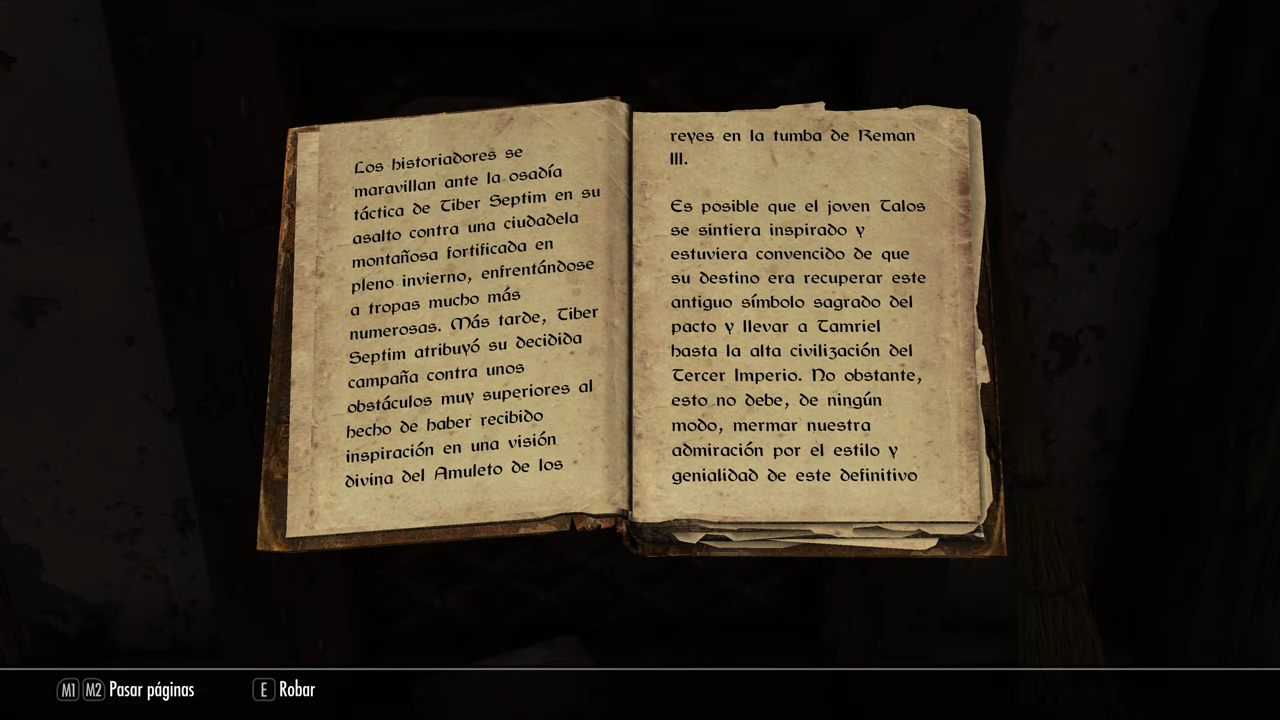 Los historiadores se
maravillan ante la osadía
táctica de Tiber Septim en su
asalto contra una ciudadela
montañosa fortificada en
pleno invierno, enfrentándose
a tropas mucho más
numerosas. Más tarde, Tiber
Septim atribuyó su decidida
campaña contra unos
obstáculos muy superiores al
hecho de haber recibido
inspiración en una visión
divina del Amuleto de los
reyes en la tumba de Reman
III.
Es posible que el joven Talos
se sintiera inspirado y
estuviera convencido de que
su destino era recuperar este
antiguo símbolo sagrado del
pacto y llevar a Tamriel
hasta la alta civilización del
Tercer Imperio. No obstante,
esto no debe, de ningún
modo, mermar nuestra
admiración por el estilo y
genialidad de este definitivo
M1 M2 Pasar páginas
E Robar